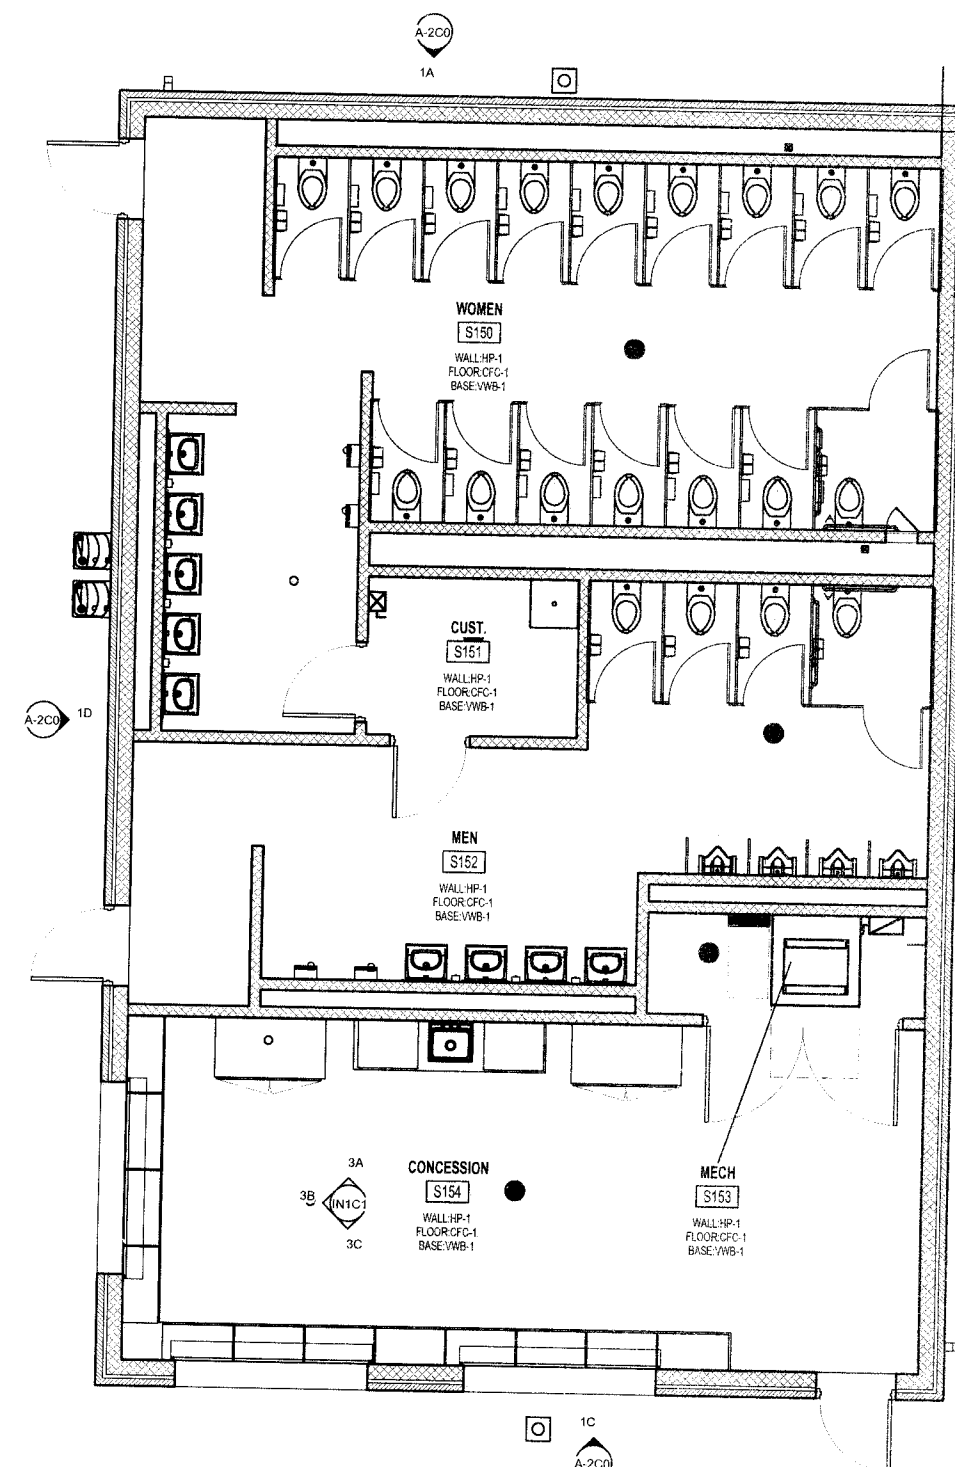 A-2C0
1A
WOMEN
S150
WALL:HP-1
FLOOR:CFC-1
BASE:VWB-1
CUST.
S151
WALL:HP-1
FLOOR:CFC-1
BASE:VWB-1
A-2C0
1D
MEN
S152
WALL:HP-1
FLOOR:CFC-1
BASE:VWB-1
3A
3B
IN1C1
3C
CONCESSION
S154
WALL:HP-1
FLOOR:CFC-1
BASE:VWB-1
MECH
S153
WALL:HP-1
FLOOR:CFC-1
BASE:VWB-1
1C
A-2C0